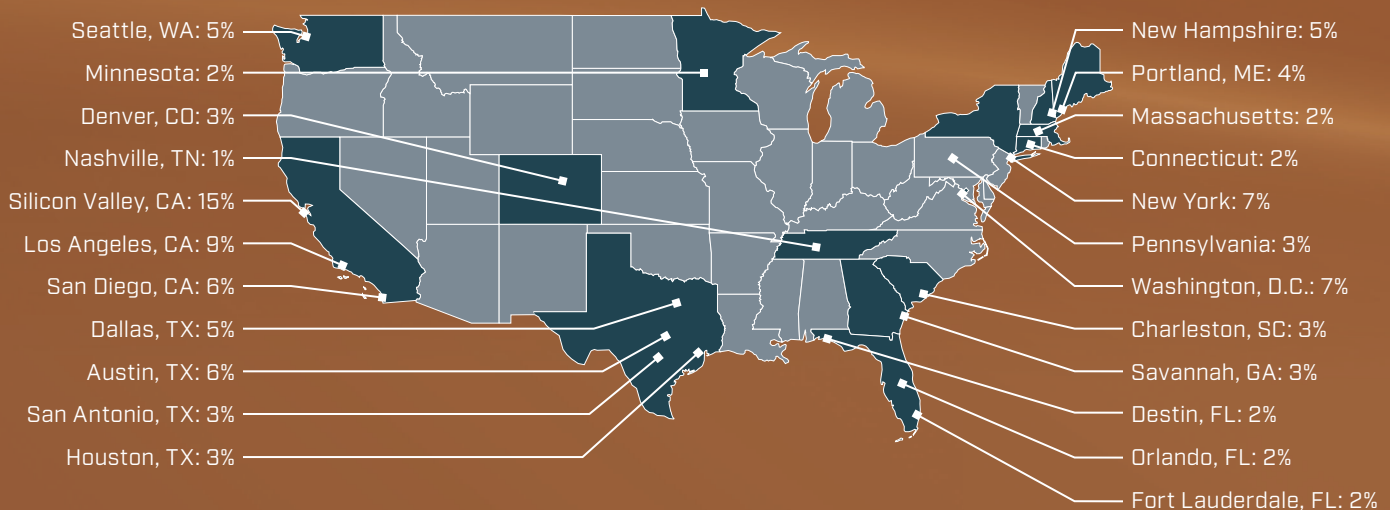 Seattle, WA: 5%
Minnesota: 2%
Denver, CO: 3%
Nashville, TN: 1%
Silicon Valley, CA: 15%
Los Angeles, CA: 9%
San Diego, CA: 6%
Dallas, TX: 5%
Austin, TX: 6%
San Antonio, TX: 3%
Houston, TX: 3%
New Hampshire: 5%
Portland, ME: 4%
Massachusetts: 2%
Connecticut: 2%
New York: 7%
Pennsylvania: 3%
Washington, D.C.: 7%
Charleston, SC: 3%
Savannah, GA: 3%
Destin, FL: 2%
Orlando, FL: 2%
Fort Lauderdale, FL: 2%